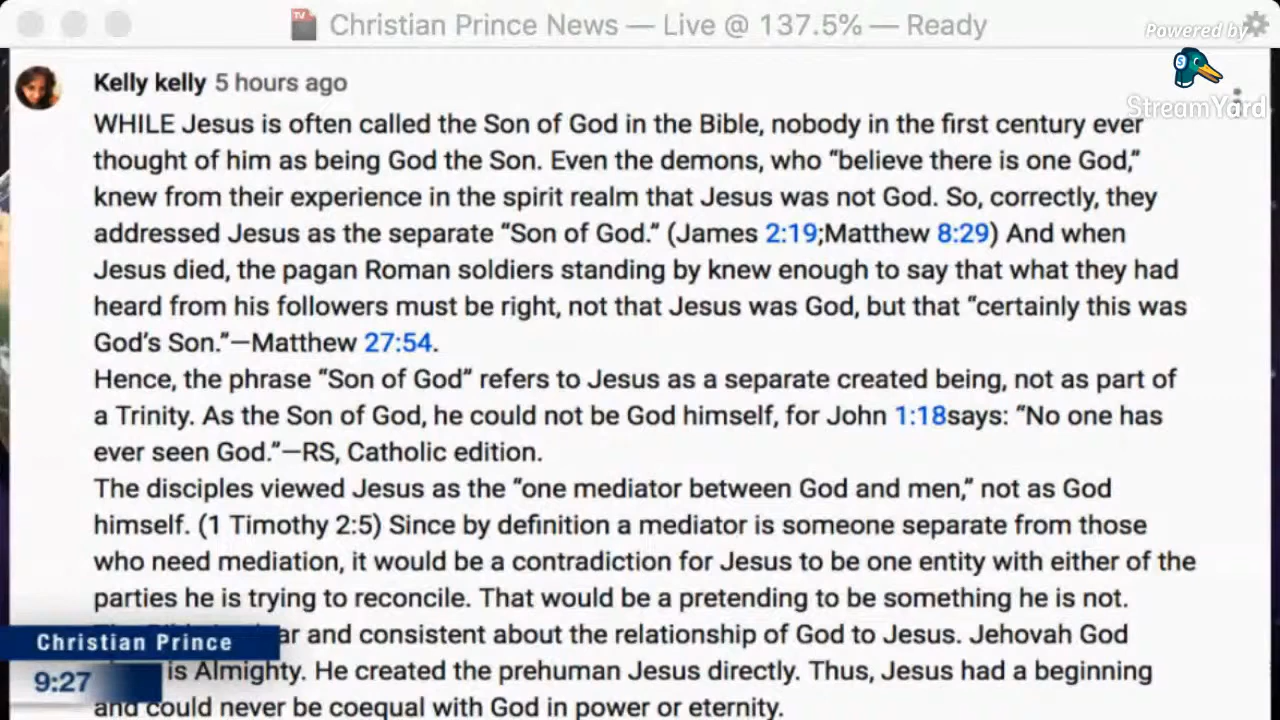 Christian Prince News — Live @ 137.5% — Ready
Powered by
StreamYard
Kelly kelly 5 hours ago
WHILE Jesus is often called the Son of God in the Bible, nobody in the first century ever
thought of him as being God the Son. Even the demons, who “believe there is one God,”
knew from their experience in the spirit realm that Jesus was not God. So, correctly, they
addressed Jesus as the separate “Son of God.” (James 2:19;Matthew 8:29) And when
Jesus died, the pagan Roman soldiers standing by knew enough to say that what they had
heard from his followers must be right, not that Jesus was God, but that “certainly this was
God’s Son.”—Matthew 27:54.
Hence, the phrase “Son of God” refers to Jesus as a separate created being, not as part of
a Trinity. As the Son of God, he could not be God himself, for John 1:18says: “No one has
ever seen God.”—RS, Catholic edition.
The disciples viewed Jesus as the “one mediator between God and men,” not as God
himself. (1 Timothy 2:5) Since by definition a mediator is someone separate from those
who need mediation, it would be a contradiction for Jesus to be one entity with either of the
parties he is trying to reconcile. That would be a pretending to be something he is not.
and consistent about the relationship of God to Jesus. Jehovah God
is Almighty. He created the prehuman Jesus directly. Thus, Jesus had a beginning
and could never be coequal with God in power or eternity.
Christian Prince
9:27